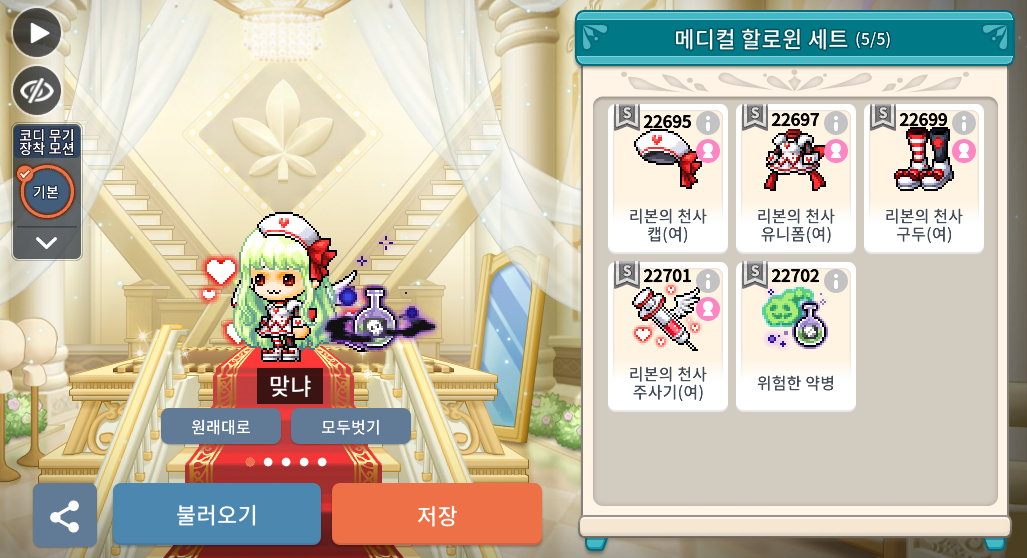 메디컬 할로윈 세트 (5/5)
코디 무기
장착 모션
기본
S 22695
리본의 천사
캡(여)
S 22697
리본의 천사
유니폼(여)
S 22699
리본의 천사
구두(여)
S 22701
리본의 천사
주사기(여)
S 22702
위험한 약병
맞냐
원래대로
모두벗기
불러오기
저장